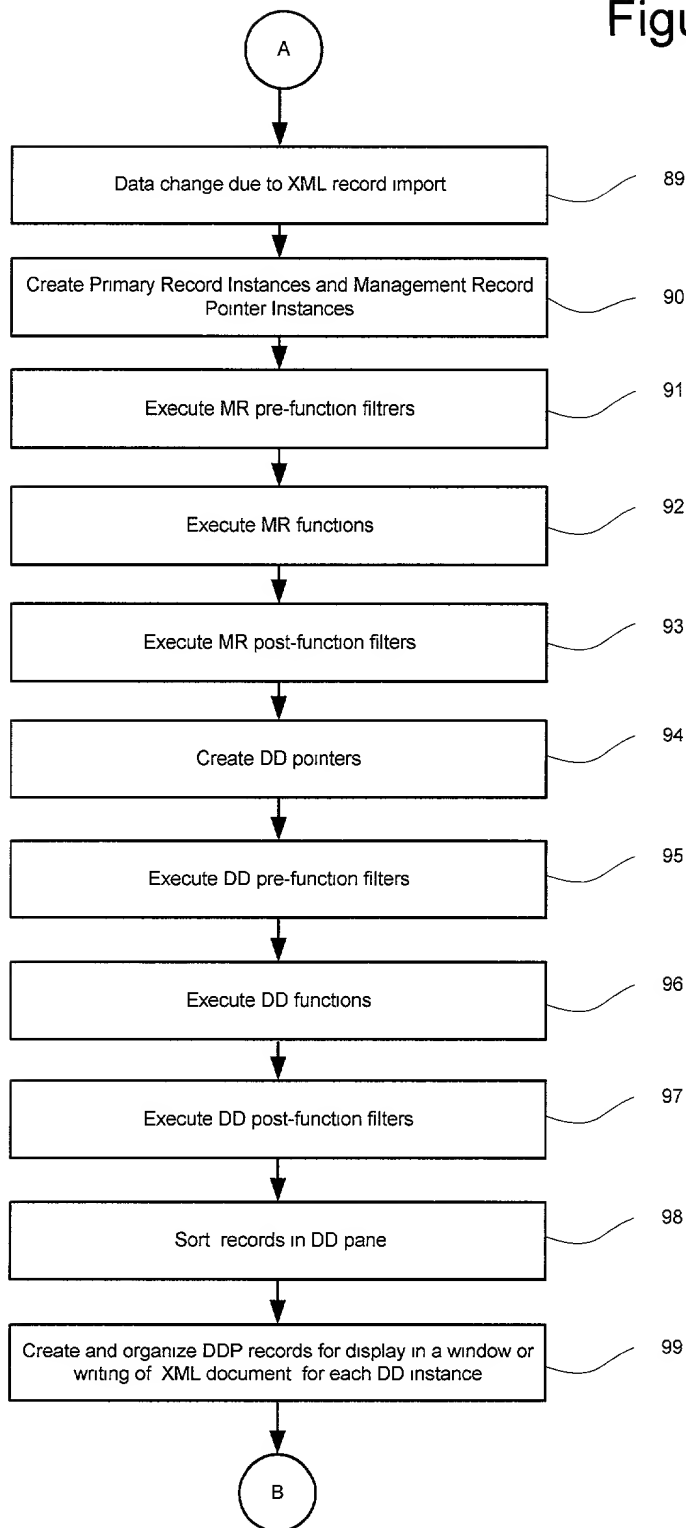 Figu
A
Data change due to XML record import
89
Create Primary Record Instances and Management Record
Pointer Instances
90
Execute MR pre-function filtrers
91
Execute MR functions
92
Execute MR post-function filters
93
Create DD pointers
94
Execute DD pre-function filters
95
Execute DD functions
96
Execute DD post-function filters
97
Sort records in DD pane
98
Create and organize DDP records for display in a window or
writing of XML document for each DD instance
99
B